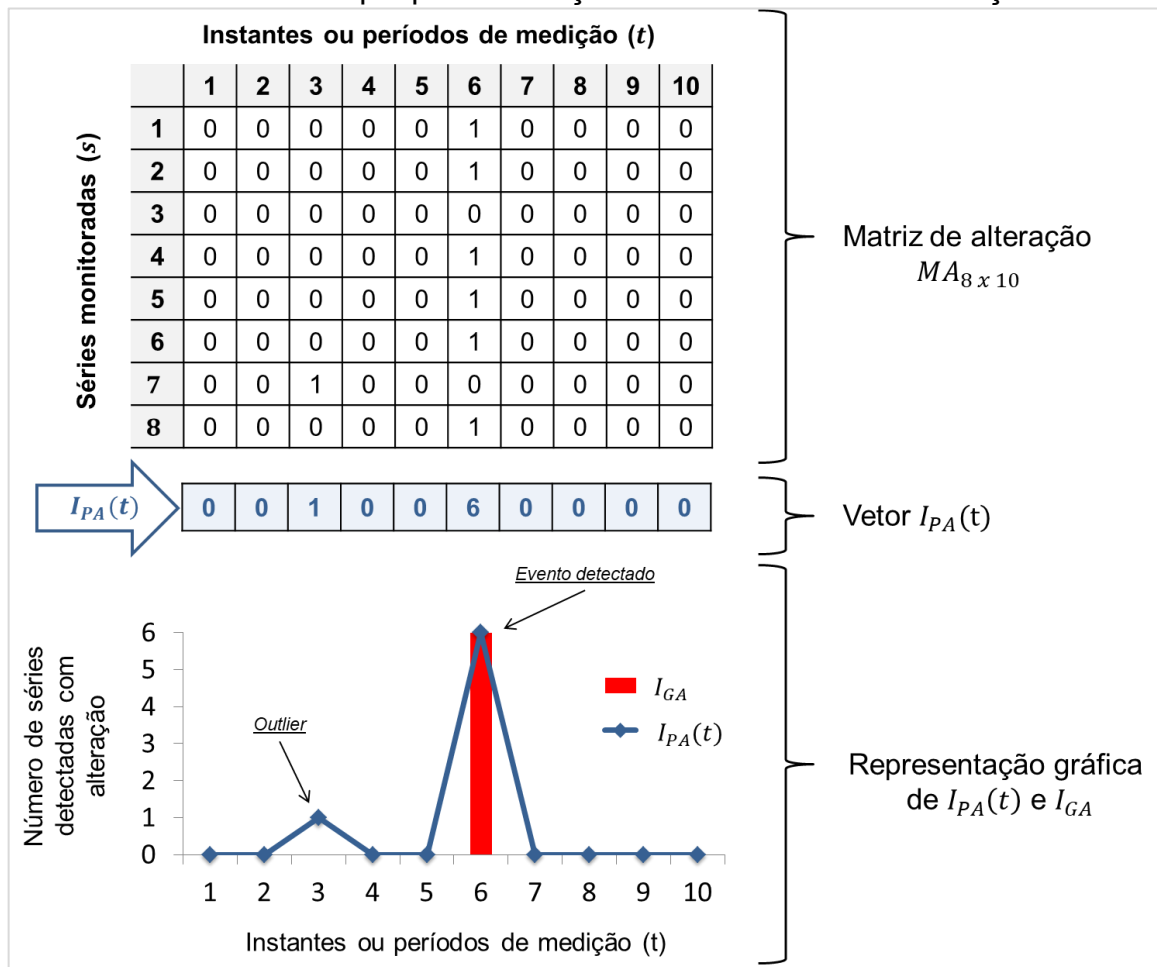 Instantes ou períodos de medição (t)
1 2 3 4 5 6 7 8 9 10
Séries monitoradas (s)
1 0 0 0 0 0 1 0 0 0 0
2 0 0 0 0 0 1 0 0 0 0
3 0 0 0 0 0 0 0 0 0 0
4 0 0 0 0 0 1 0 0 0 0
5 0 0 0 0 0 1 0 0 0 0
6 0 0 0 0 0 1 0 0 0 0
7 0 0 1 0 0 0 0 0 0 0
8 0 0 0 0 0 1 0 0 0 0
Matriz de alteração
MA8 x 10
IPA(t)
0 0 1 0 0 6 0 0 0 0
Vetor IPA(t)
Evento detectado
Outlier
Número de séries
detectadas com
alteração
6
5
4
3
2
1
0
IGA
IPA(t)
1 2 3 4 5 6 7 8 9 10
Instantes ou períodos de medição (t)
Representação gráfica
de IPA(t) e IGA